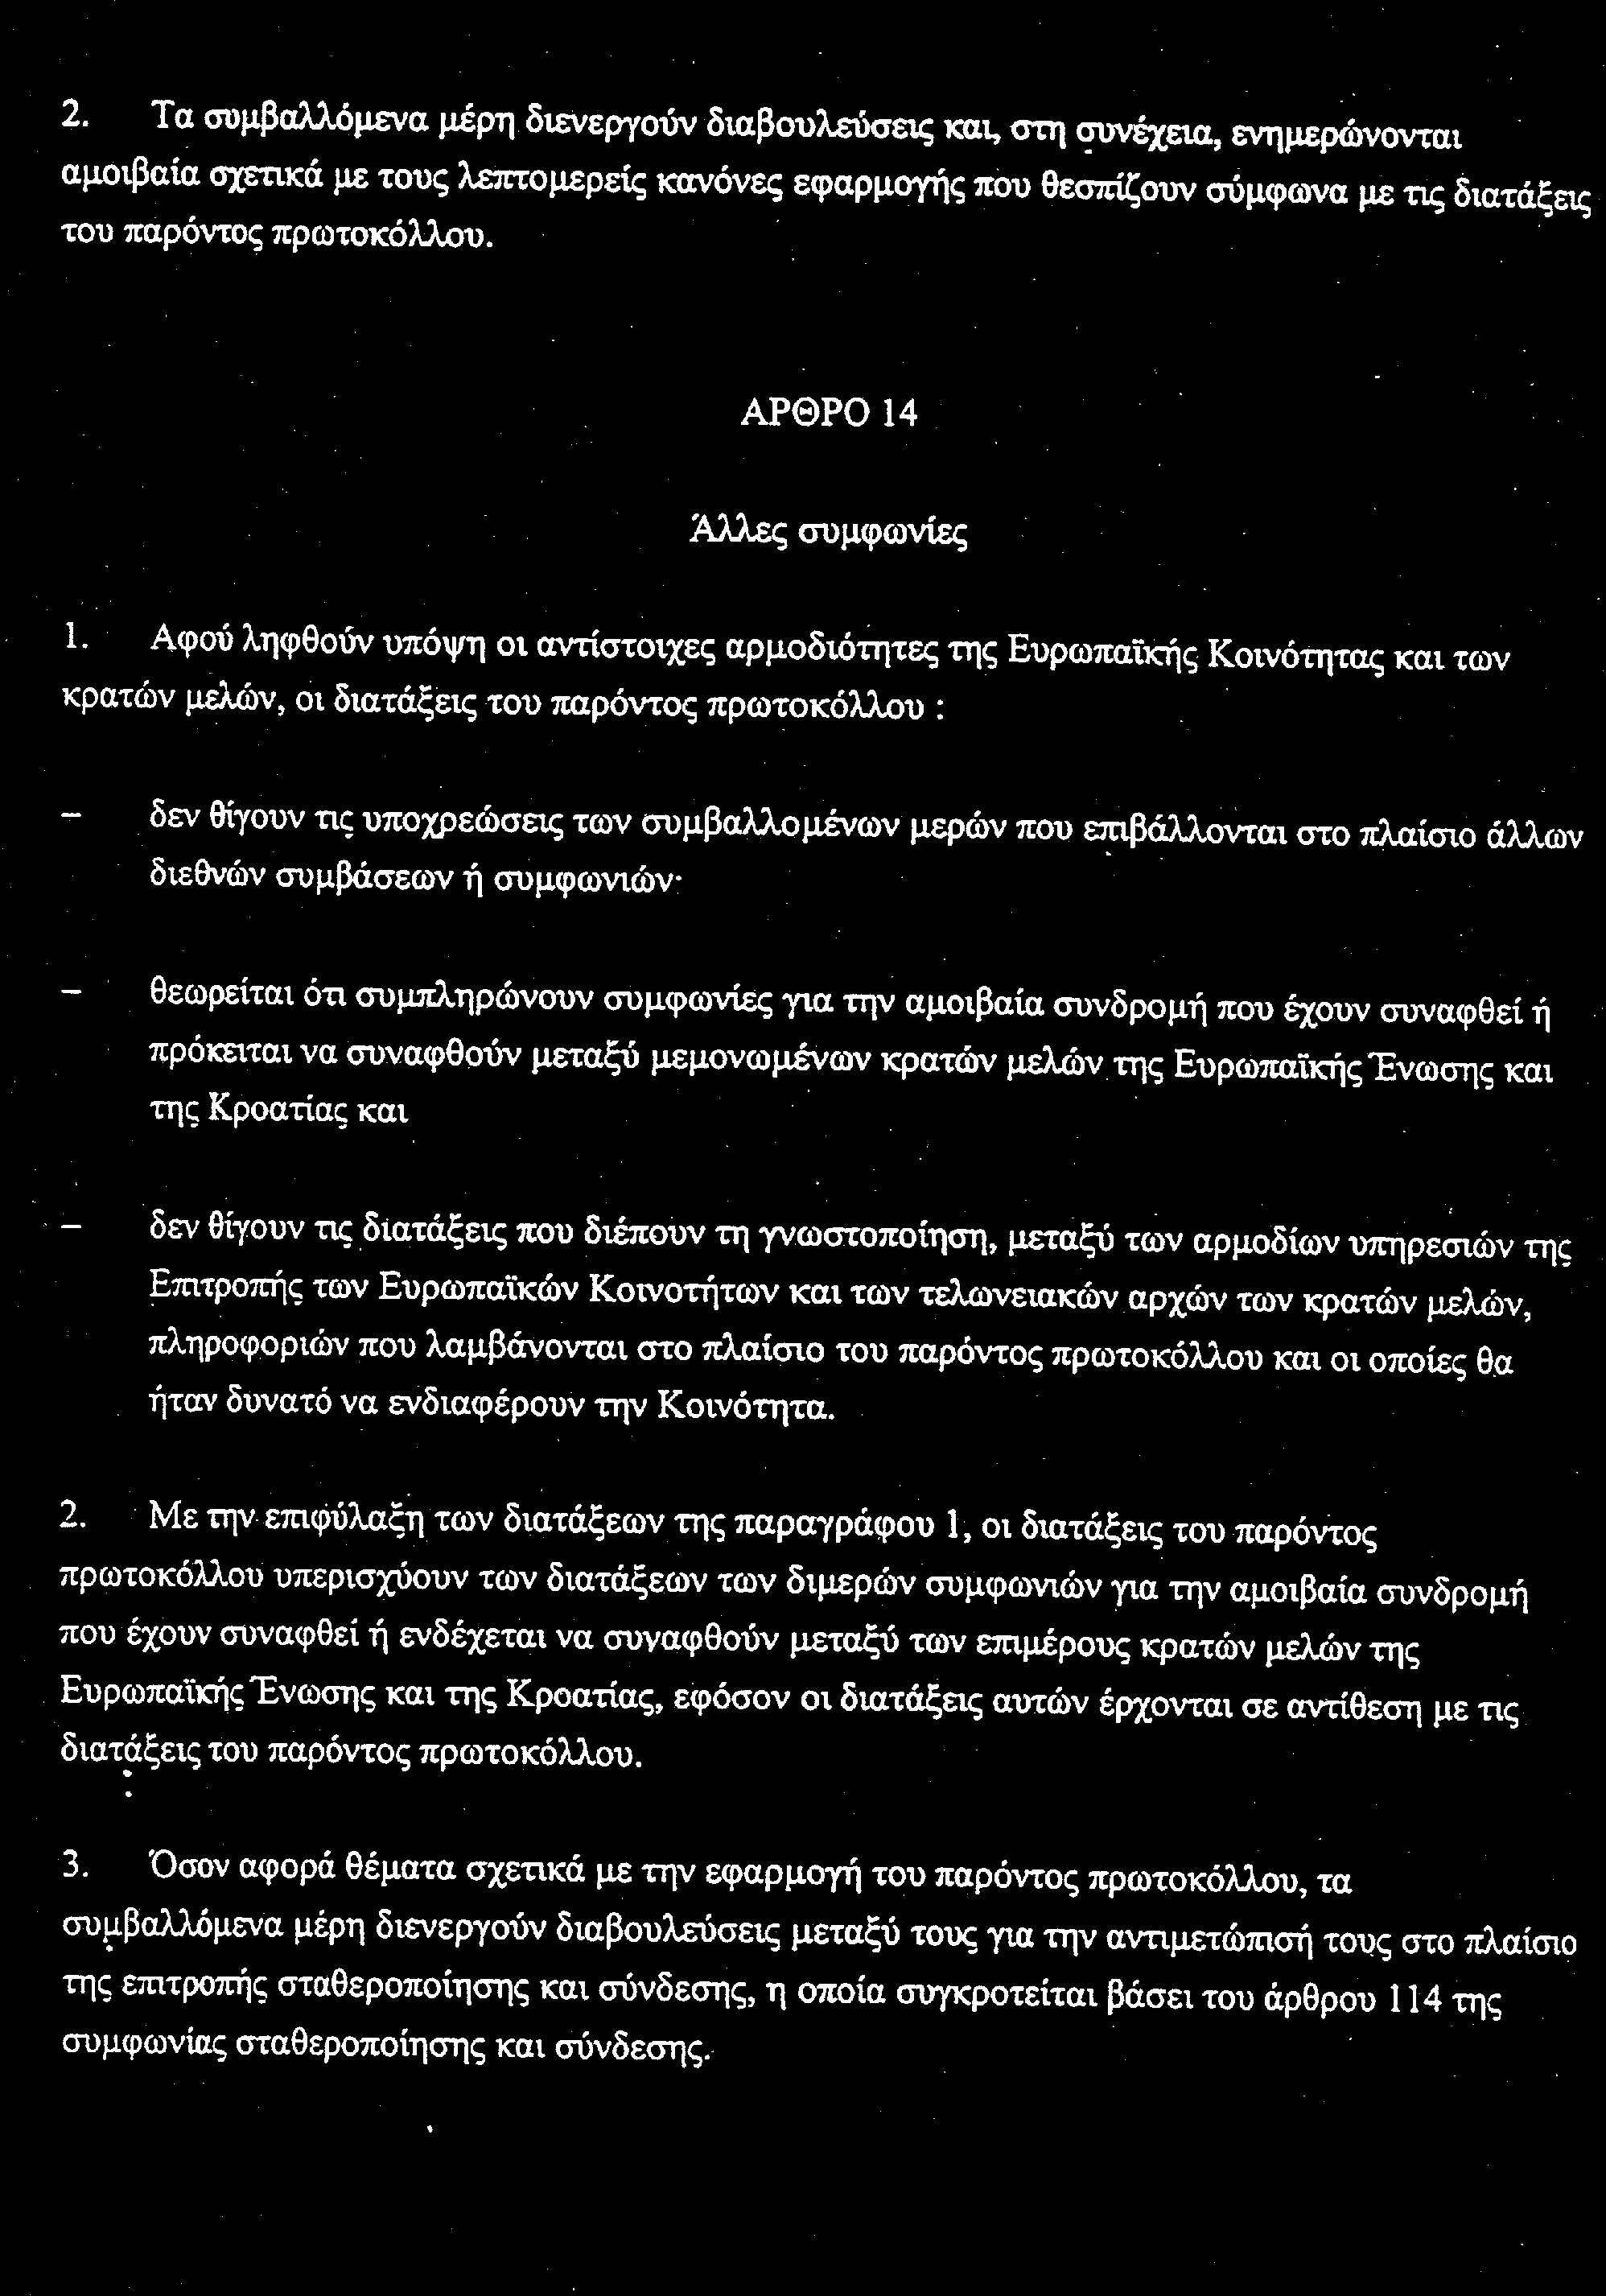 2. Τα συμβαλλόμενα μέρη διενεργούν διαβουλεύσεις και, στη συνέχεια, ενημερώνονται
αμοιβαία σχετικά με τους λεπτομερείς κανόνες εφαρμογής που θεσπίζουν σύμφωνα με τις διατάξεις
του παρόντος πρωτοκόλλου.
ΑΡΘΡΟ 14
Άλλες συμφωνίες
1. Αφού ληφθούν υπόψη οι αντίστοιχες αρμοδιότητες της Ευρωπαϊκής Κοινότητας και των
κρατών μελών, οι διατάξεις του παρόντος πρωτοκόλλου :
– δεν θίγουν τις υποχρεώσεις των συμβαλλομένων μερών που επιβάλλονται στο πλαίσιο άλλων
διεθνών συμβάσεων ή συμφωνιών·
– θεωρείται ότι συμπληρώνουν συμφωνίες για την αμοιβαία συνδρομή που έχουν συναφθεί ή
πρόκειται να συναφθούν μεταξύ μεμονωμένων κρατών μελών της Ευρωπαϊκής Ένωσης και
της Κροατίας και
– δεν θίγουν τις διατάξεις που διέπουν τη γνωστοποίηση, μεταξύ των αρμοδίων υπηρεσιών της
Επιτροπής των Ευρωπαϊκών Κοινοτήτων και των τελωνειακών αρχών των κρατών μελών,
πληροφοριών που λαμβάνονται στο πλαίσιο του παρόντος πρωτοκόλλου και οι οποίες θα
ήταν δυνατό να ενδιαφέρουν την Κοινότητα.
2. Με την επιφύλαξη των διατάξεων της παραγράφου 1, οι διατάξεις του παρόντος
πρωτοκόλλου υπερισχύουν των διατάξεων των διμερών συμφωνιών για την αμοιβαία συνδρομή
που έχουν συναφθεί ή ενδέχεται να συναφθούν μεταξύ των επιμέρους κρατών μελών της
Ευρωπαϊκής Ένωσης και της Κροατίας, εφόσον οι διατάξεις αυτών έρχονται σε αντίθεση με τις
διατάξεις του παρόντος πρωτοκόλλου.
3. Όσον αφορά θέματα σχετικά με την εφαρμογή του παρόντος πρωτοκόλλου, τα
συμβαλλόμενα μέρη διενεργούν διαβουλεύσεις μεταξύ τους για την αντιμετώπισή τους στο πλαίσιο
της επιτροπής σταθεροποίησης και σύνδεσης, η οποία συγκροτείται βάσει του άρθρου 114 της
συμφωνίας σταθεροποίησης και σύνδεσης.